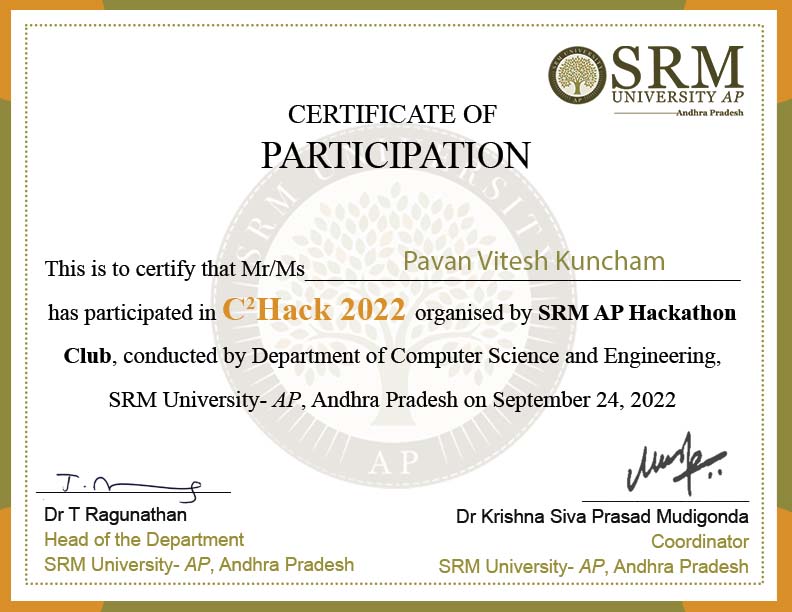 SRM
UNIVERSITY AP
Andhra Pradesh
CERTIFICATE OF
PARTICIPATION
SRM UNIVERSITY
This is to certify that Mr/Ms Pavan Vitesh Kuncham
has participated in C²Hack 2022 organised by SRM AP Hackathon
Club, conducted by Department of Computer Science and Engineering,
SRM University- AP, Andhra Pradesh on September 24, 2022
AP
Dr T Ragunathan
Head of the Department
SRM University- AP, Andhra Pradesh
Dr Krishna Siva Prasad Mudigonda
Coordinator
SRM University- AP, Andhra Pradesh